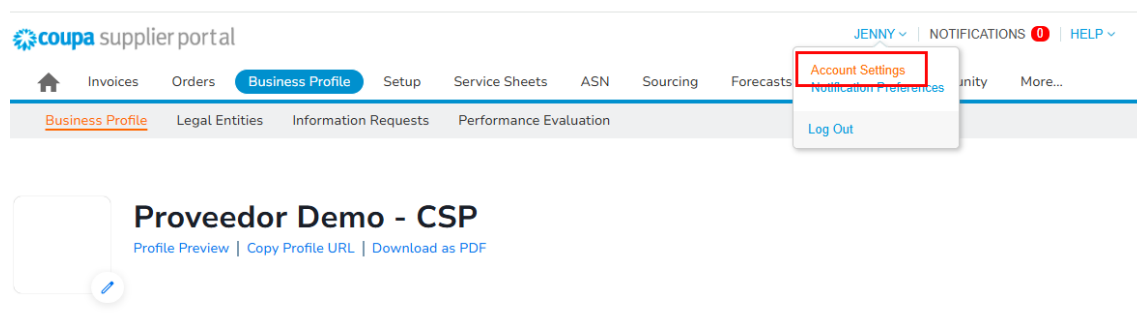 coupa supplier portal
JENNY NOTIFICATIONS 0 HELP
Account Settings
Notification Preferences
Log Out
Invoices Orders Business Profile Setup Service Sheets ASN Sourcing Forecasts unity More...
Business Profile Legal Entities Information Requests Performance Evaluation
Proveedor Demo - CSP
Profile Preview | Copy Profile URL | Download as PDF